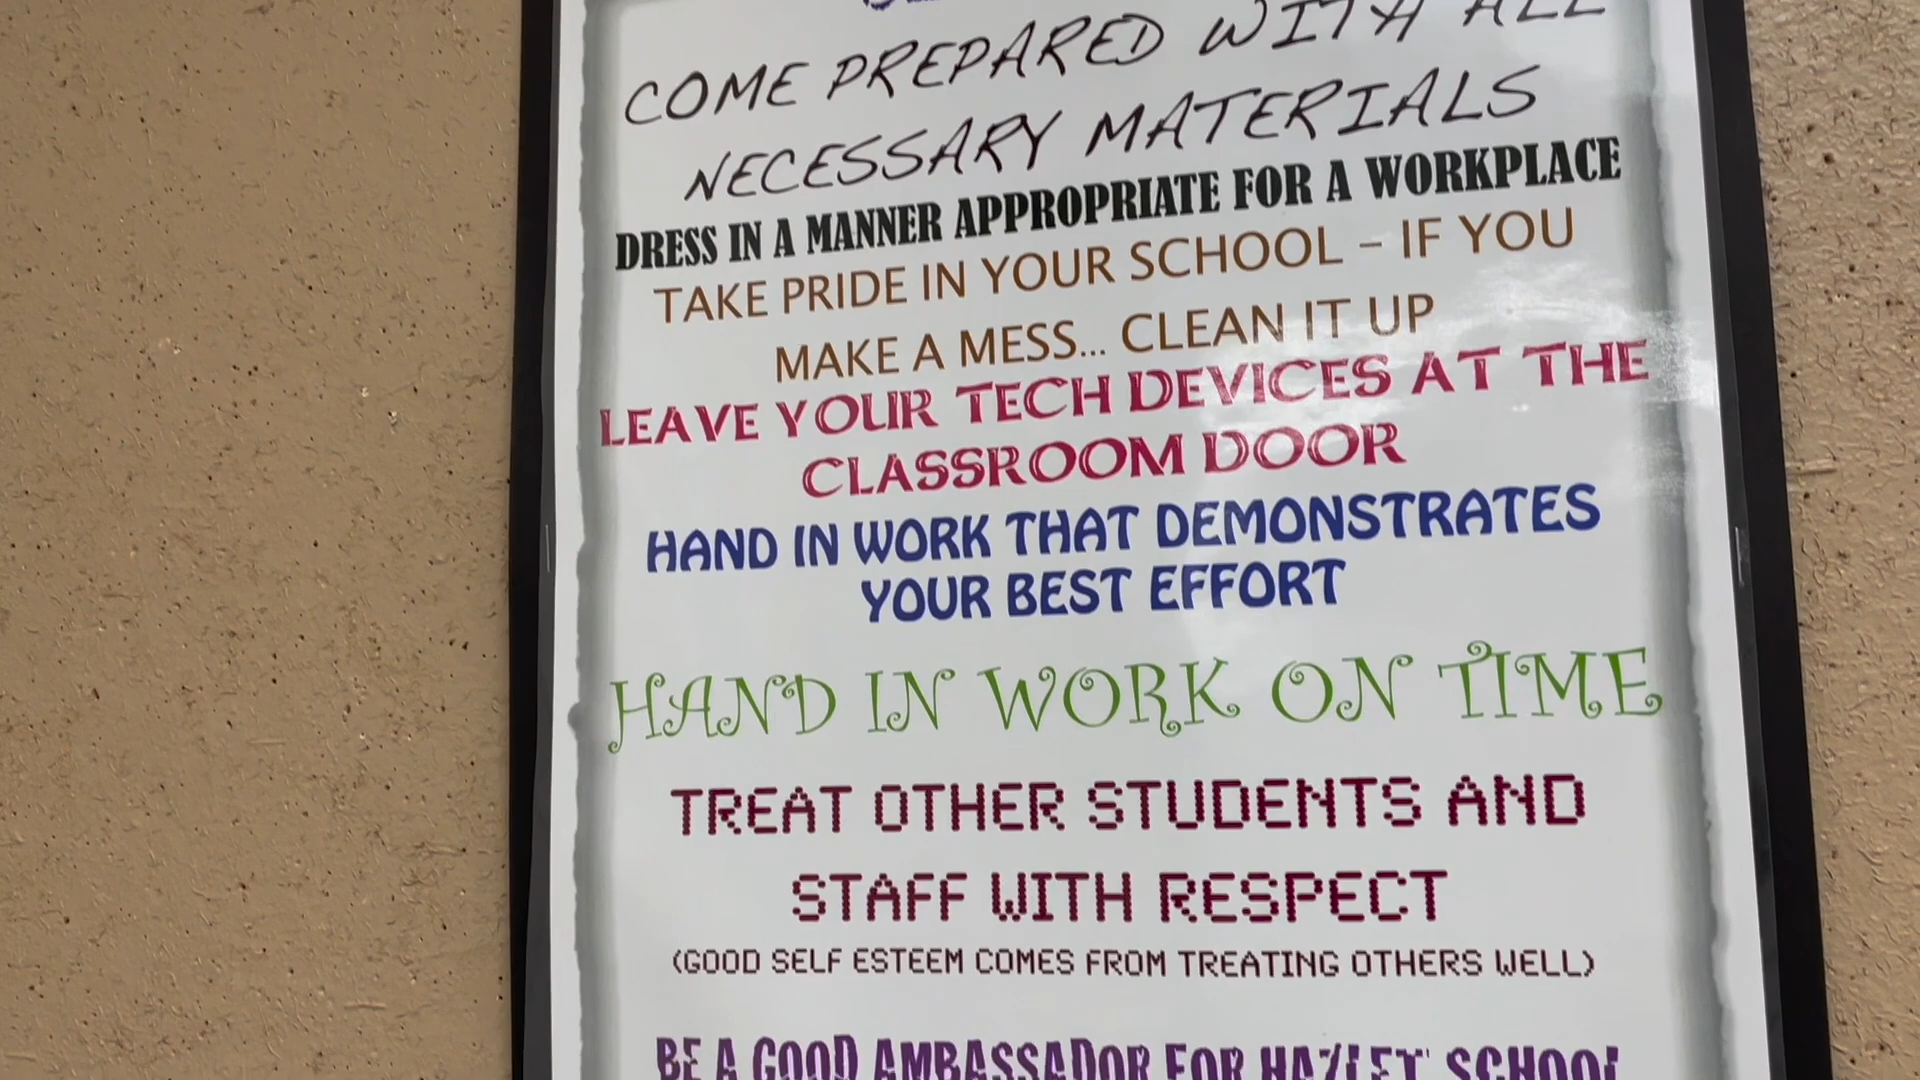 COME PREPARED WITH ALL
NECESSARY MATERIALS
DRESS IN A MANNER APPROPRIATE FOR A WORKPLACE
TAKE PRIDE IN YOUR SCHOOL – IF YOU
MAKE A MESS... CLEAN IT UP
LEAVE YOUR TECH DEVICES AT THE
CLASSROOM DOOR
HAND IN WORK THAT DEMONSTRATES
YOUR BEST EFFORT
HAND IN WORK ON TIME
TREAT OTHER STUDENTS AND
STAFF WITH RESPECT
(GOOD SELF ESTEEM COMES FROM TREATING OTHERS WELL)
BE A GOOD AMBASSADOR FOR HAZLET SCHOOL